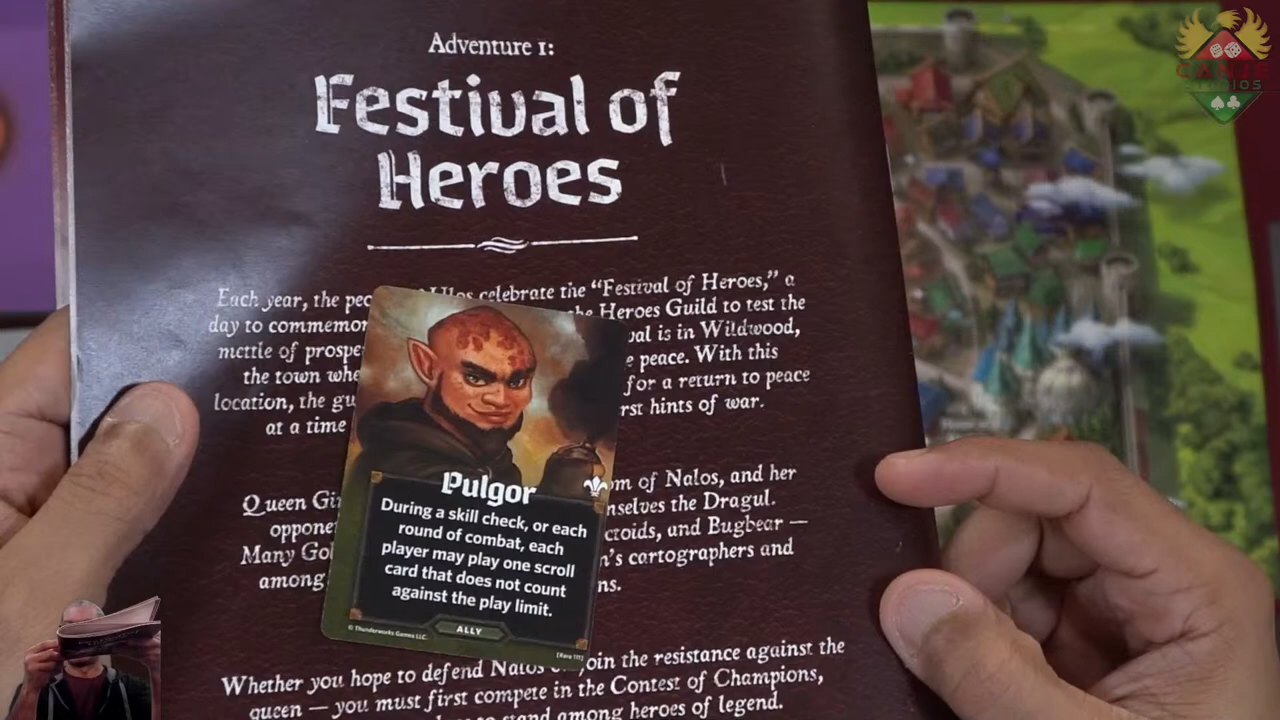 Adventure 1:
Festival of
Heroes
Each year, the celebrate the "Festival of Heroes," a
day to commemor the Heroes Guild to test the
mettle of prospe val is in Wildwood,
the town whe e peace. With this
location, the gu for a return to peace
at a time rst hints of war.
Queen Gi om of Nalos, and her
oppone nselves the Dragul.
Many Go ctoids, and Bugbear —
among 's cartographers and
ns.
Pulgor
During a skill check, or each
round of combat, each
player may play one scroll
card that does not count
against the play limit.
ALLY
© Thunderworks Games LLC.
Whether you hope to defend Nalos join the resistance against the
queen — you must first compete in the Contest of Champions,
stand among heroes of legend.